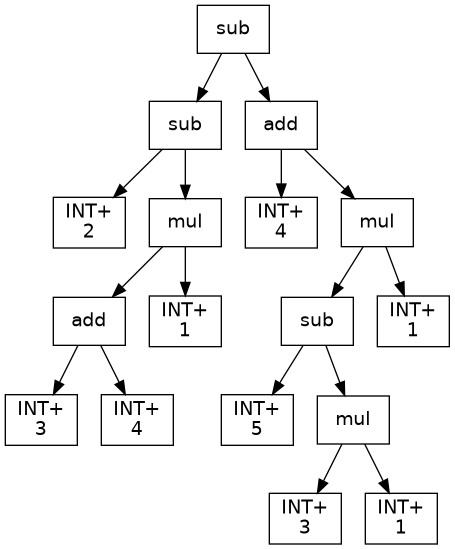 sub
sub
add
INT+
2
mul
INT+
4
mul
add
INT+
1
sub
INT+
1
INT+
3
INT+
4
INT+
5
mul
INT+
3
INT+
1